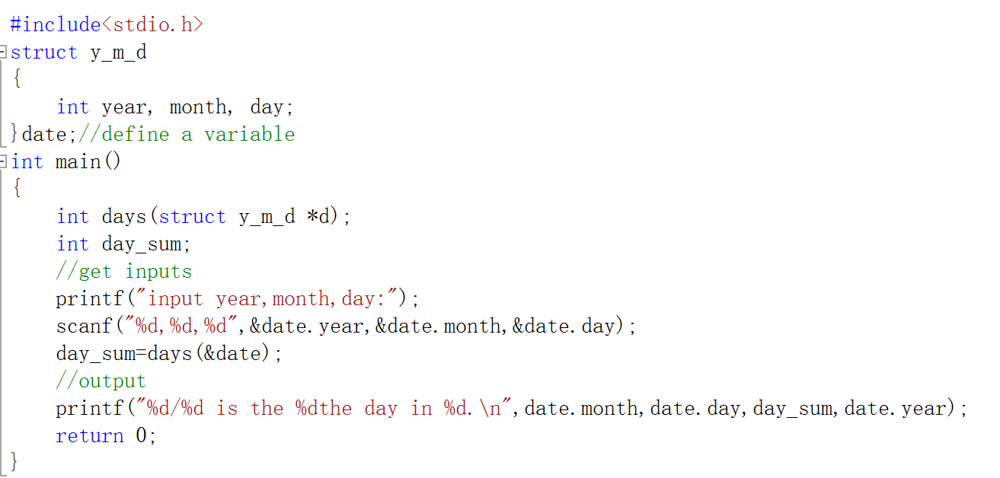 #include<stdio.h>
struct y_m_d
{
    int year, month, day;
}date;//define a variable
int main()
{
    int days(struct y_m_d *d);
    int day_sum;
    //get inputs
    printf("input year,month,day:");
    scanf("%d,%d,%d",&date.year,&date.month,&date.day);
    day_sum=days(&date);
    //output
    printf("%d/%d is the %dthe day in %d.\n",date.month,date.day,day_sum,date.year);
    return 0;
}